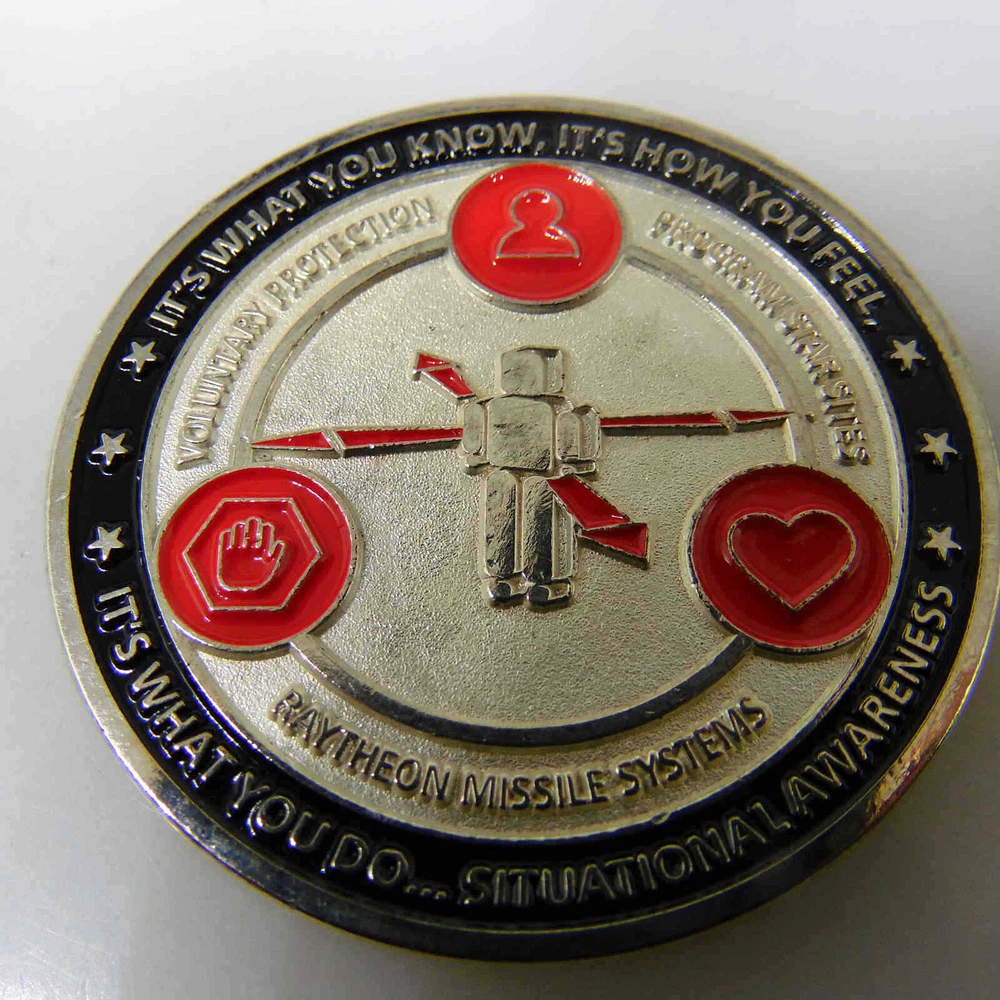 IT'S WHAT YOU KNOW, IT'S HOW YOU FEEL,
VOLUNTARY PROTECTION
PROGRAM STAR SITES
RAYTHEON MISSILE SYSTEMS
IT'S WHAT YOU DO... SITUATIONAL AWARENESS